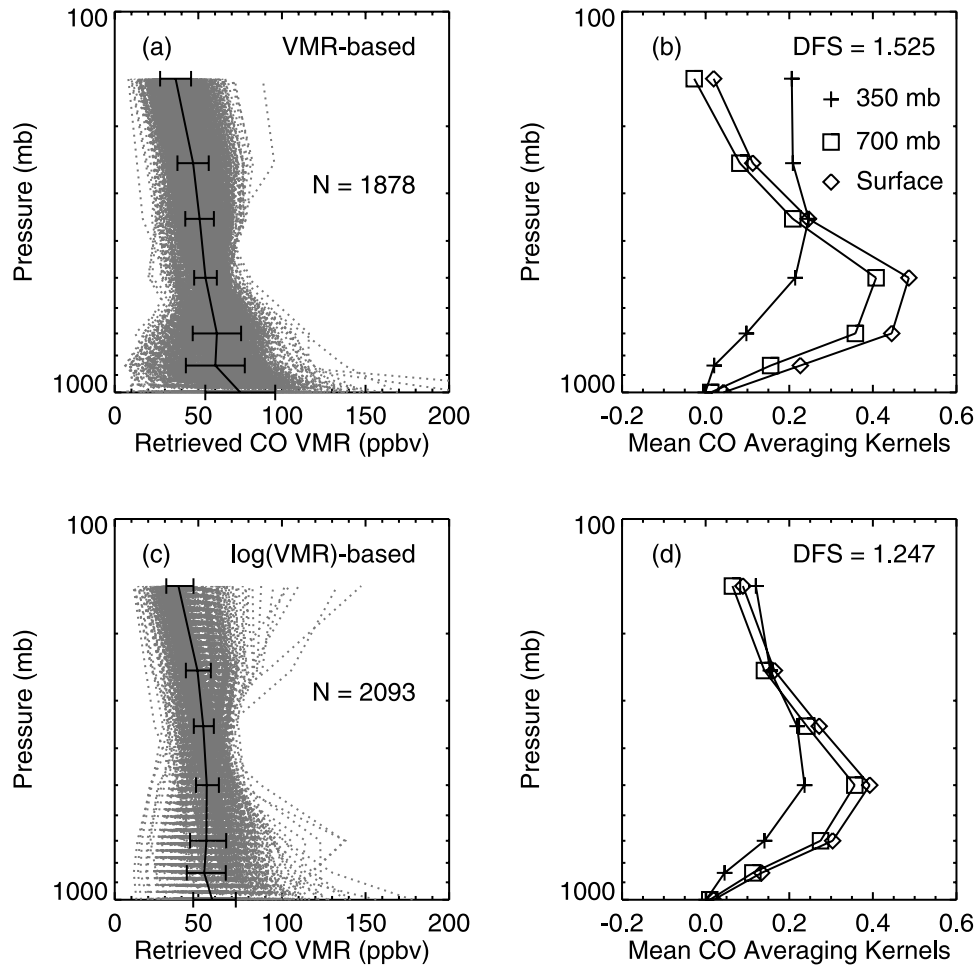 100
(a)
VMR-based
N = 1878
Pressure (mb)
1000
0
50
100
150
200
Retrieved CO VMR (ppbv)
100
(b)
DFS = 1.525
350 mb
700 mb
Surface
Pressure (mb)
1000
-0.2
0.0
0.2
0.4
0.6
Mean CO Averaging Kernels
100
(c)
log(VMR)-based
N = 2093
Pressure (mb)
1000
0
50
100
150
200
Retrieved CO VMR (ppbv)
100
(d)
DFS = 1.247
Pressure (mb)
1000
-0.2
0.0
0.2
0.4
0.6
Mean CO Averaging Kernels